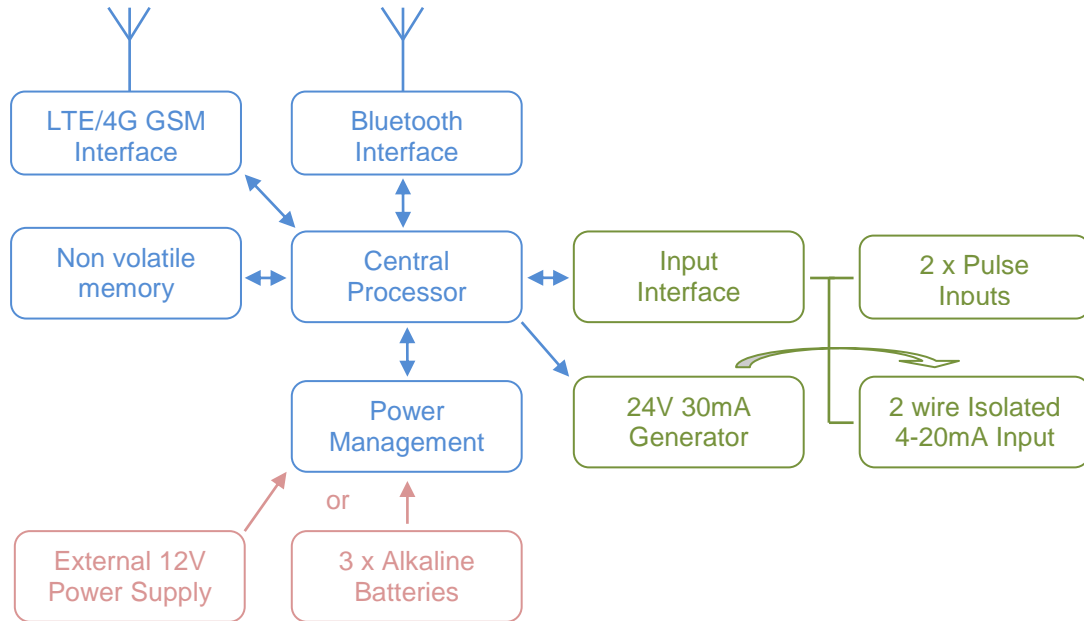 LTE/4G GSM
Interface
Bluetooth
Interface
Non volatile
memory
Central
Processor
Input
Interface
2 x Pulse
Inputs
Power
Management
24V 30mA
Generator
2 wire Isolated
4-20mA Input
or
External 12V
Power Supply
3 x Alkaline
Batteries